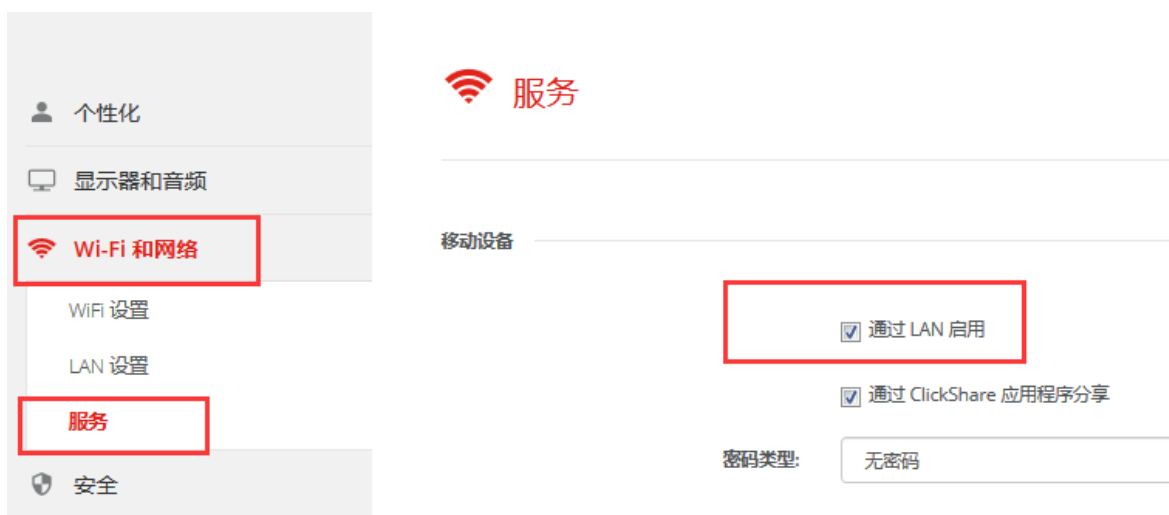 个性化
显示器和音频
Wi-Fi 和网络
WiFi 设置
LAN 设置
服务
安全
服务
移动设备
通过 LAN 启用
通过 ClickShare 应用程序分享
密码类型:
无密码